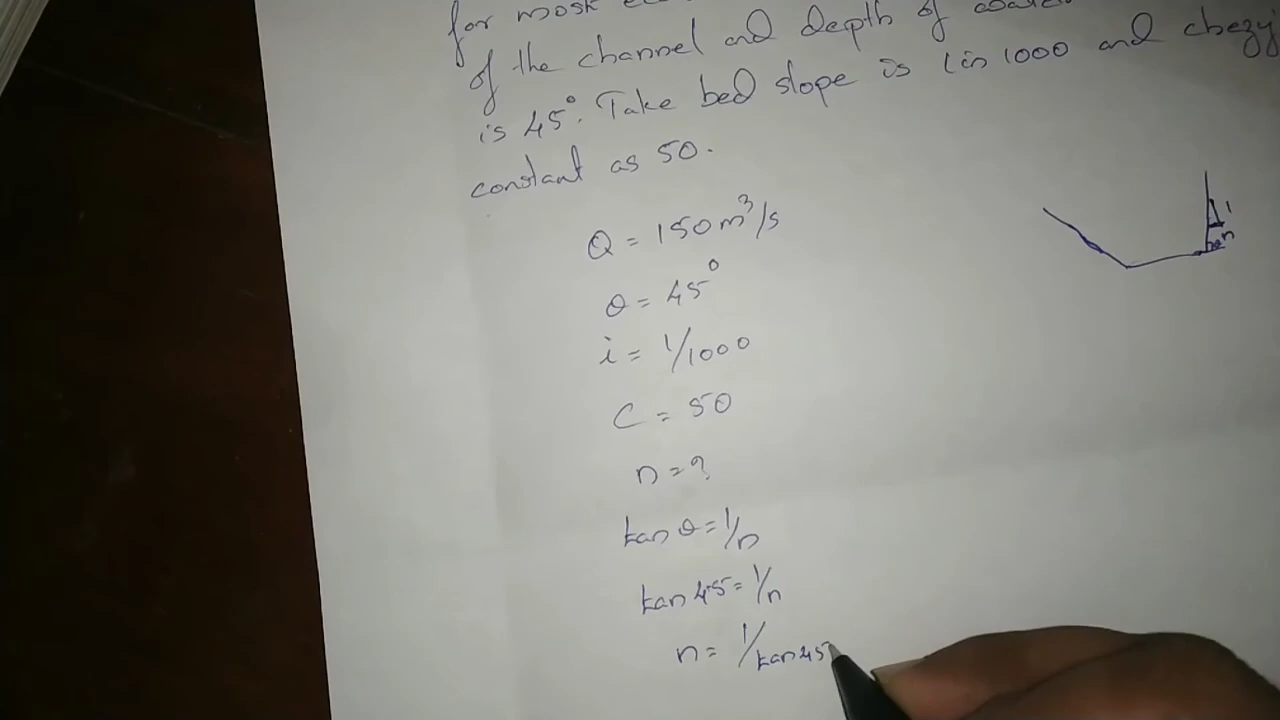 for most
of the channel and depth of
is 45°. Take bed slope is 1 in 1000 and chezy
constant as 50.
Q = 150 m³/s
θ = 45°
i = 1/1000
C = 50
n = ?
tan θ = 1/n
tan 45 = 1/n
n = 1/tan 45
1
n